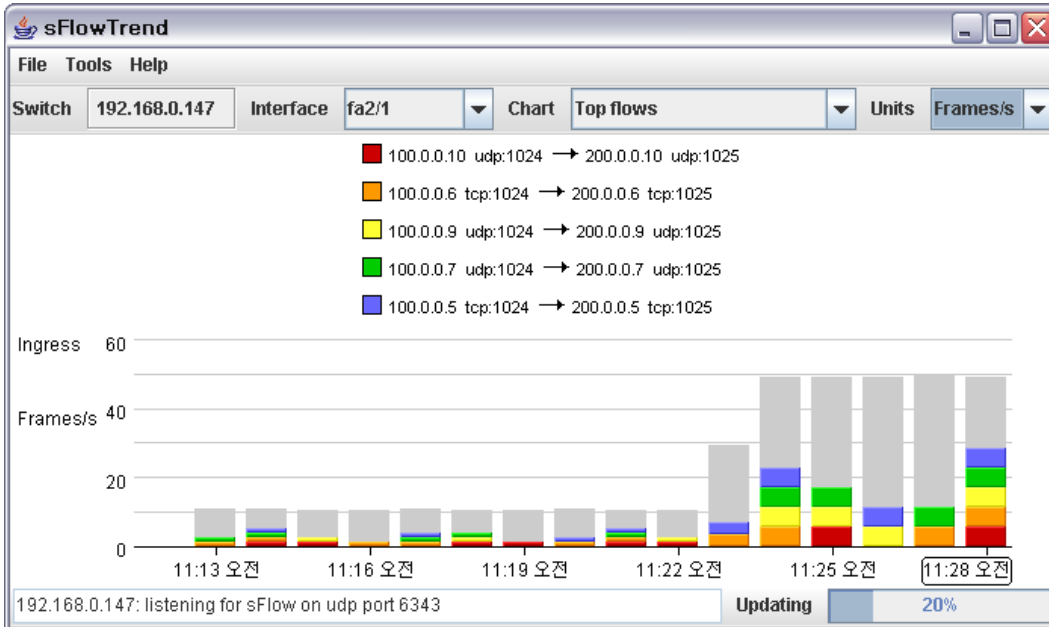 sFlowTrend
File Tools Help
Switch 192.168.0.147 Interface fa2/1 Chart Top flows Units Frames/s
100.0.0.10 udp:1024 → 200.0.0.10 udp:1025
100.0.0.6 tcp:1024 → 200.0.0.6 tcp:1025
100.0.0.9 udp:1024 → 200.0.0.9 udp:1025
100.0.0.7 udp:1024 → 200.0.0.7 udp:1025
100.0.0.5 tcp:1024 → 200.0.0.5 tcp:1025
Ingress 60
Frames/s 40
20
0
11:13 오전 11:16 오전 11:19 오전 11:22 오전 11:25 오전 11:28 오전
192.168.0.147: listening for sFlow on udp port 6343 Updating 20%